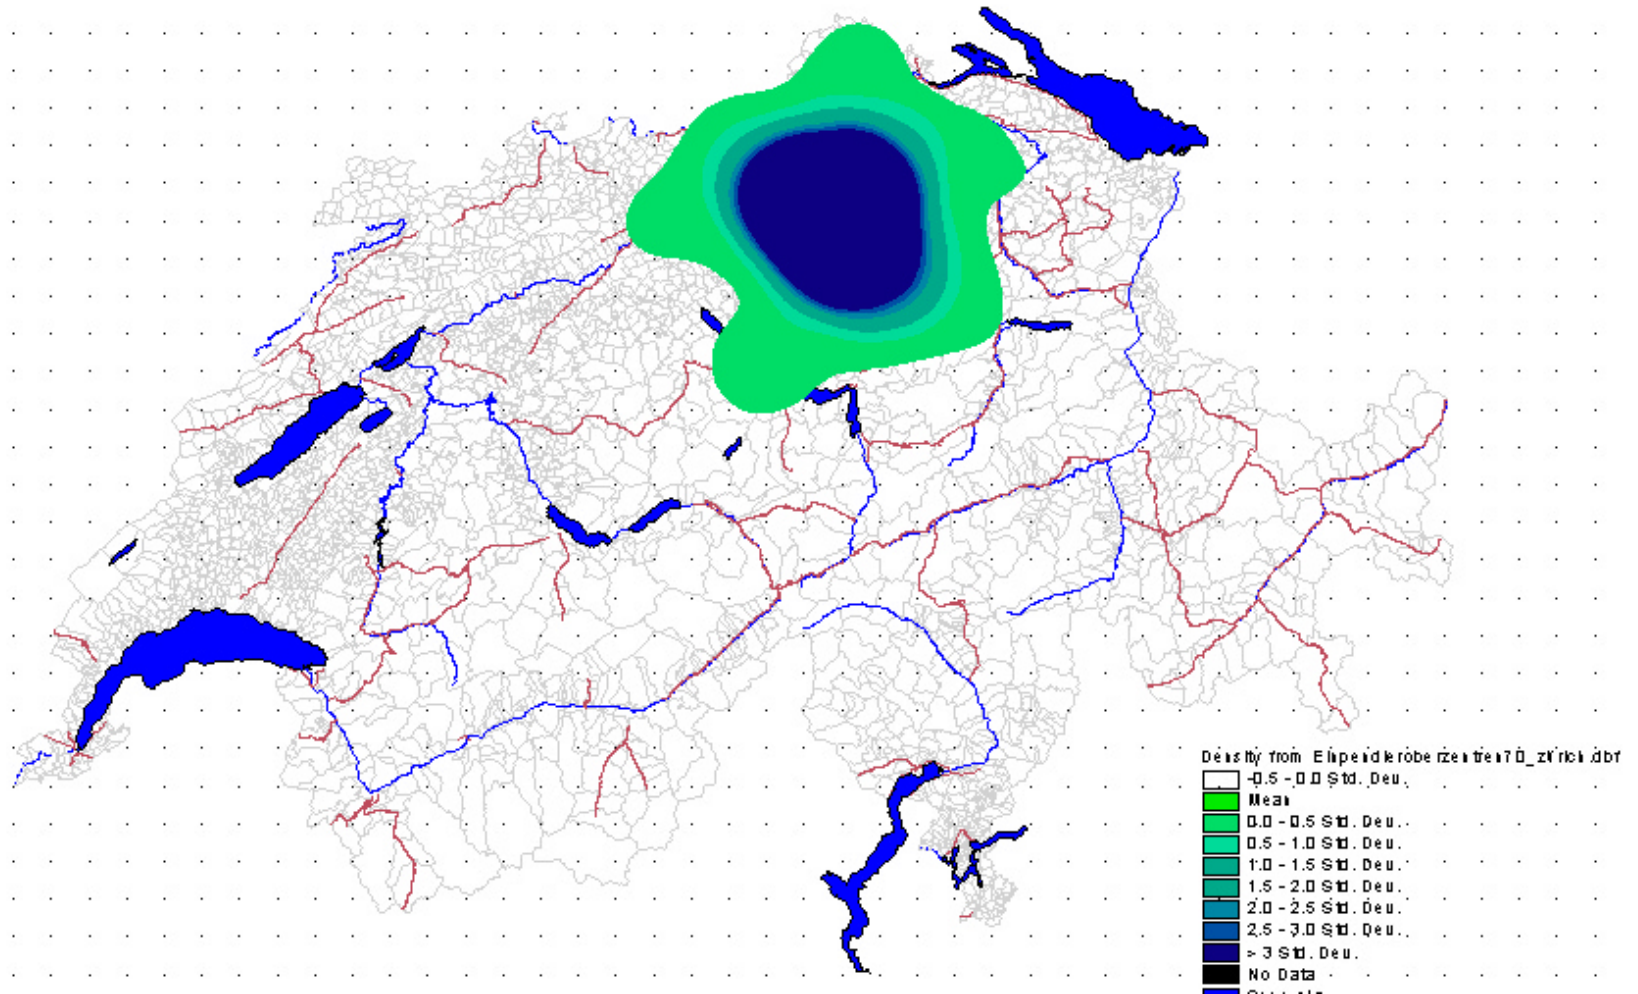 Density from
-0.5 - 0.0 Std. Dev.
Mean
0.0 - 0.5 Std. Dev.
0.5 - 1.0 Std. Dev.
1.0 - 1.5 Std. Dev.
1.5 - 2.0 Std. Dev.
2.0 - 2.5 Std. Dev.
2.5 - 3.0 Std. Dev.
> 3 Std. Dev.
No Data